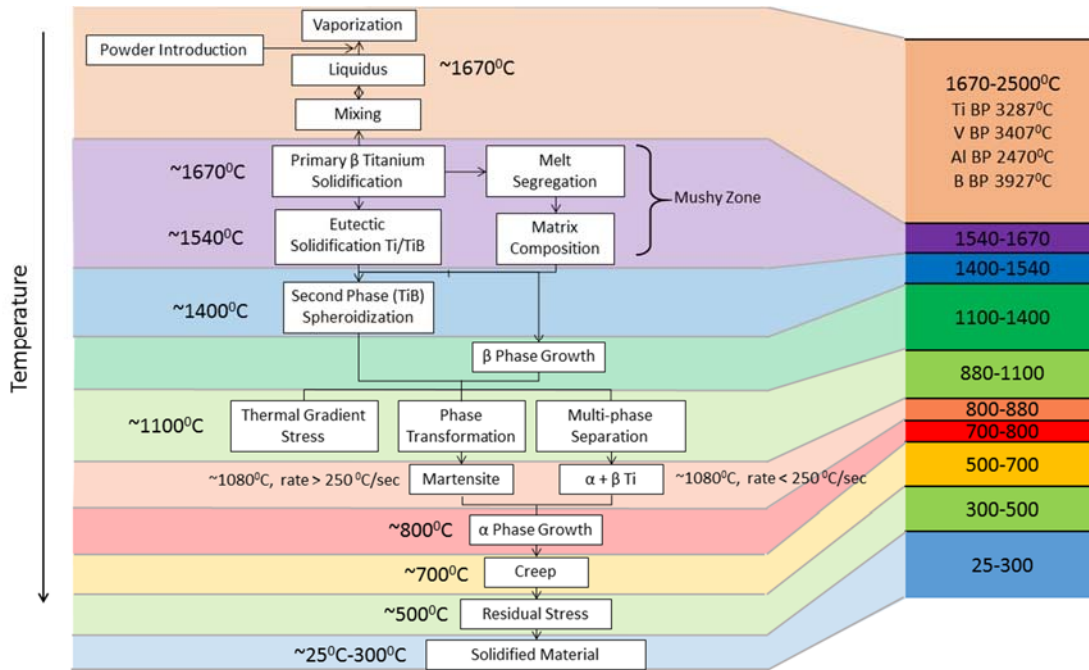 Temperature
Vaporization
Powder Introduction
Liquidus
~1670⁰C
Mixing
~1670⁰C
Primary β Titanium
Solidification
Melt
Segregation
Mushy Zone
~1540⁰C
Eutectic
Solidification Ti/TiB
Matrix
Composition
~1400⁰C
Second Phase (TiB)
Spheroidization
β Phase Growth
~1100⁰C
Thermal Gradient
Stress
Phase
Transformation
Multi-phase
Separation
~1080⁰C, rate > 250 ⁰C/sec
Martensite
α + β Ti
~1080⁰C, rate < 250 ⁰C/sec
~800⁰C
α Phase Growth
~700⁰C
Creep
~500⁰C
Residual Stress
~25⁰C-300⁰C
Solidified Material
1670-2500⁰C
Ti BP 3287⁰C
V BP 3407⁰C
Al BP 2470⁰C
B BP 3927⁰C
1540-1670
1400-1540
1100-1400
880-1100
800-880
700-800
500-700
300-500
25-300